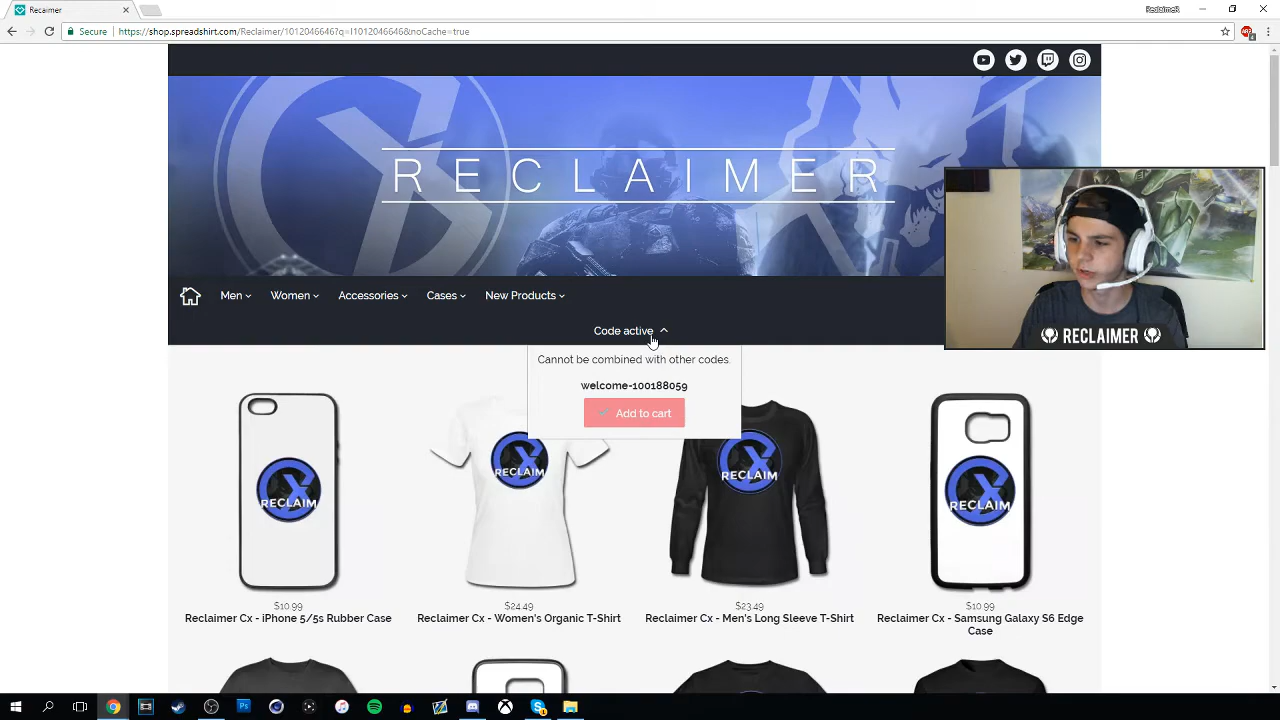 Reclaimer
ReclaimeR
Secure
https://shop.spreadshirt.com/Reclaimer/1012046646?q=I1012046646&noCache=true
RECLAIMER
Men
Women
Accessories
Cases
New Products
Code active
Cannot be combined with other codes.
welcome-100188059
Add to cart
RECLAIMER
RECLAIM
RECLAIM
RECLAIM
RECLAIM
$10.99
$24.49
$23.49
$10.99
Reclaimer Cx - iPhone 5/5s Rubber Case
Reclaimer Cx - Women's Organic T-Shirt
Reclaimer Cx - Men's Long Sleeve T-Shirt
Reclaimer Cx - Samsung Galaxy S6 Edge
Case